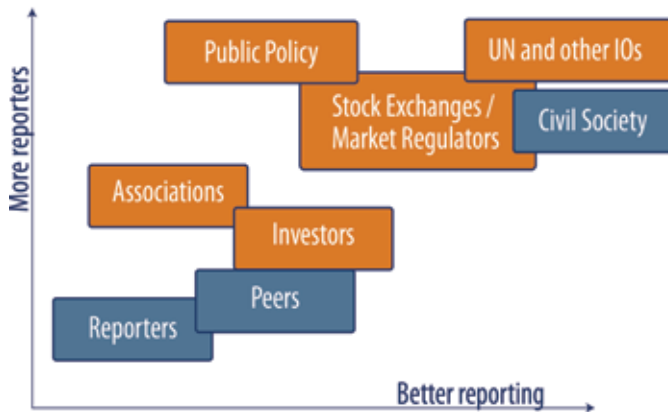 More reporters
Public Policy
UN and other IOs
Stock Exchanges /
Market Regulators
Civil Society
Associations
Investors
Peers
Reporters
Better reporting